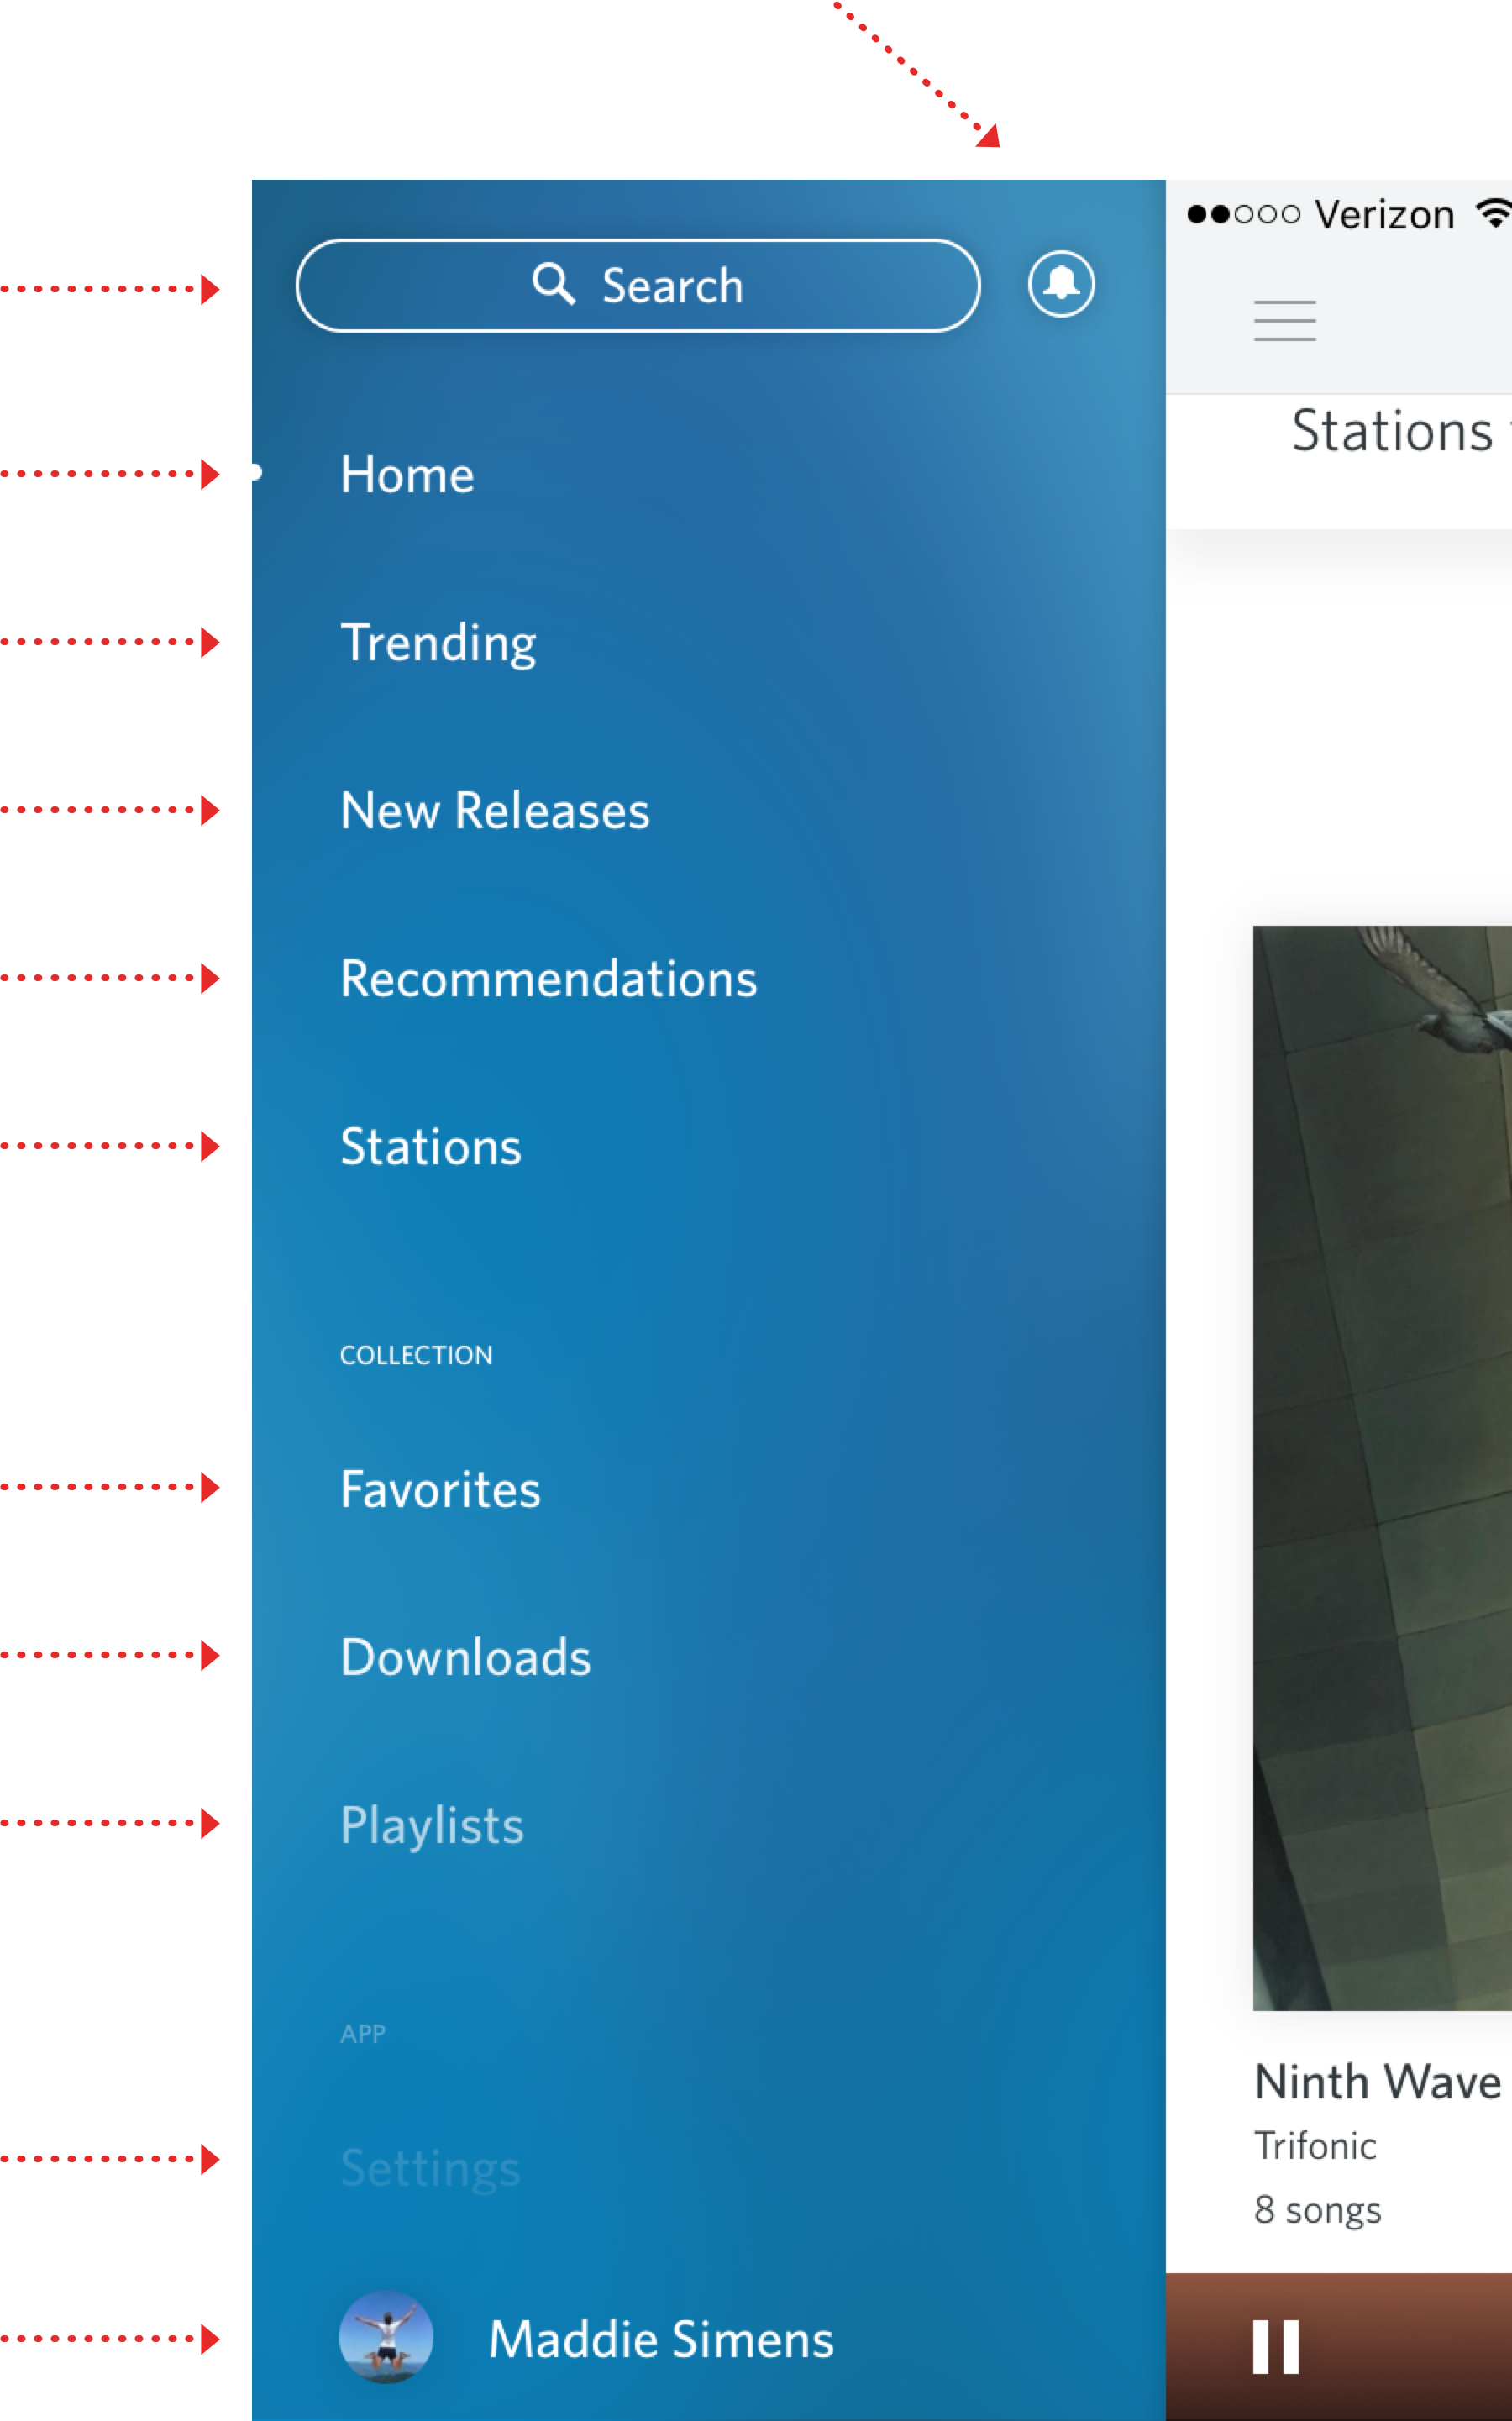 Search
Home
Trending
New Releases
Recommendations
Stations
COLLECTION
Favorites
Downloads
Playlists
APP
Settings
Maddie Simens
Verizon
Stations
Ninth Wave
Trifonic
8 songs